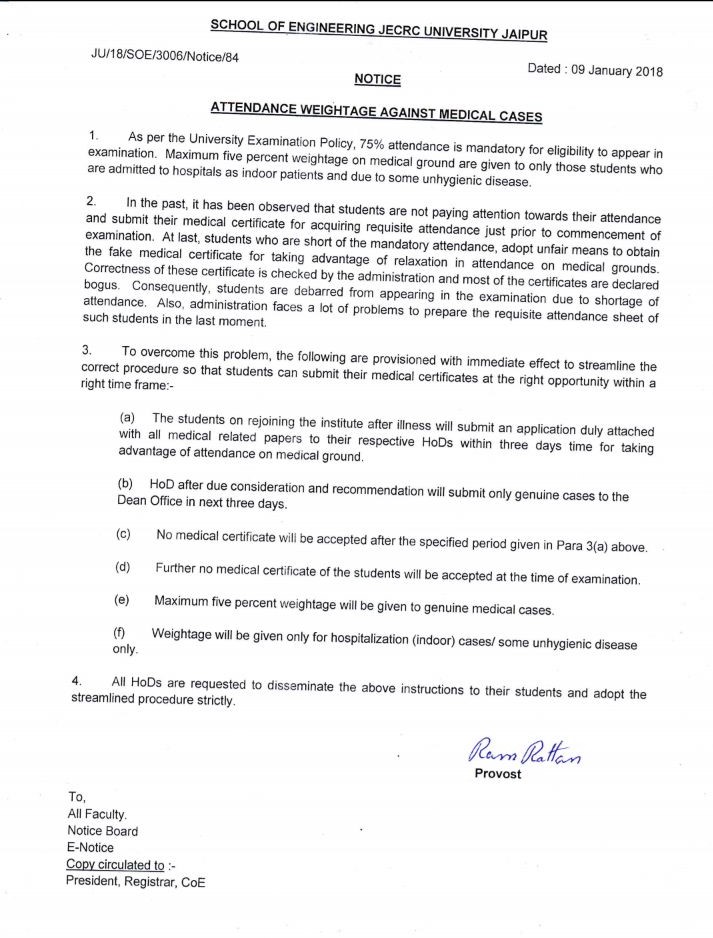 SCHOOL OF ENGINEERING JECRC UNIVERSITY JAIPUR
JU/18/SOE/3006/Notice/84
Dated : 09 January 2018
NOTICE
ATTENDANCE WEIGHTAGE AGAINST MEDICAL CASES
1. As per the University Examination Policy, 75% attendance is mandatory for eligibility to appear in
examination. Maximum five percent weightage on medical ground are given to only those students who
are admitted to hospitals as indoor patients and due to some unhygienic disease.
2. In the past, it has been observed that students are not paying attention towards their attendance
and submit their medical certificate for acquiring requisite attendance just prior to commencement of
examination. At last, students who are short of the mandatory attendance, adopt unfair means to obtain
the fake medical certificate for taking advantage of relaxation in attendance on medical grounds.
Correctness of these certificate is checked by the administration and most of the certificates are declared
bogus. Consequently, students are debarred from appearing in the examination due to shortage of
attendance. Also, administration faces a lot of problems to prepare the requisite attendance sheet of
such students in the last moment.
3. To overcome this problem, the following are provisioned with immediate effect to streamline the
correct procedure so that students can submit their medical certificates at the right opportunity within a
right time frame:-
(a) The students on rejoining the institute after illness will submit an application duly attached
with all medical related papers to their respective HoDs within three days time for taking
advantage of attendance on medical ground.
(b) HoD after due consideration and recommendation will submit only genuine cases to the
Dean Office in next three days.
(c) No medical certificate will be accepted after the specified period given in Para 3(a) above.
(d) Further no medical certificate of the students will be accepted at the time of examination.
(e) Maximum five percent weightage will be given to genuine medical cases.
(f) Weightage will be given only for hospitalization (indoor) cases/ some unhygienic disease
only.
4. All HoDs are requested to disseminate the above instructions to their students and adopt the
streamlined procedure strictly.
Ram Rattan
Provost
To,
All Faculty.
Notice Board
E-Notice
Copy circulated to :-
President, Registrar, CoE